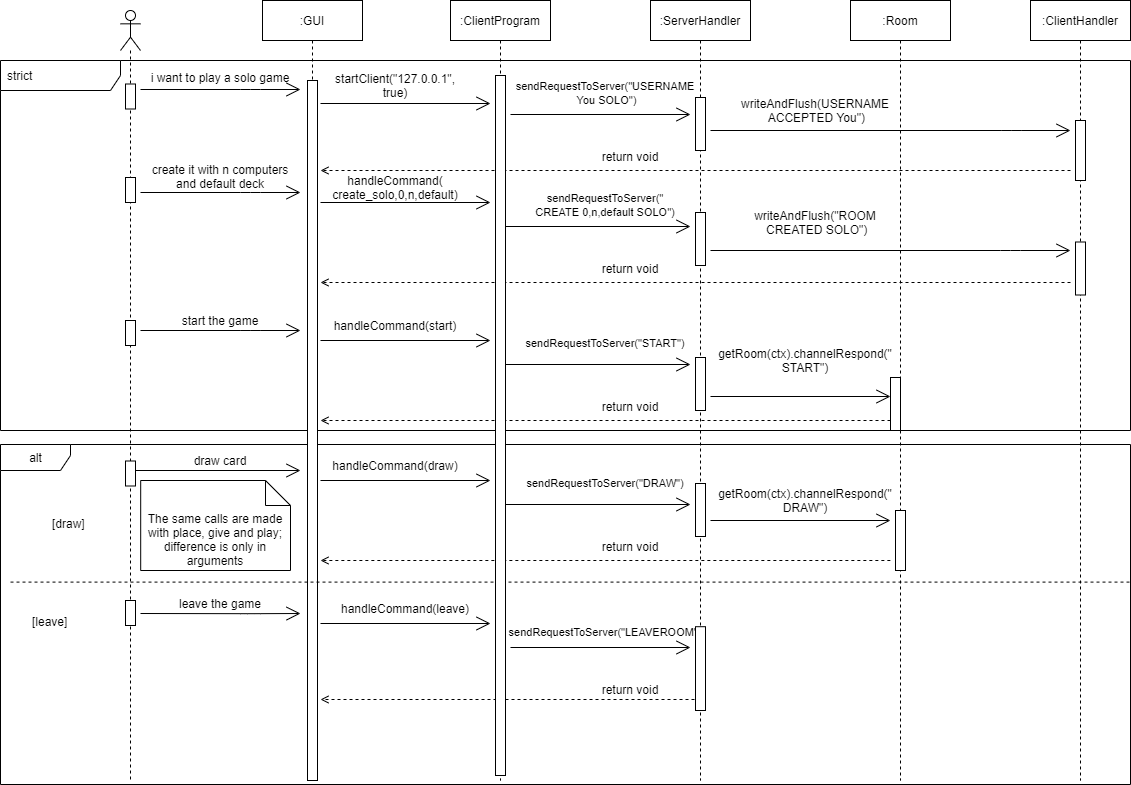 :GUI
:ClientProgram
:ServerHandler
:Room
:ClientHandler
strict
i want to play a solo game
startClient("127.0.0.1",
true)
sendRequestToServer("USERNAME
You SOLO")
writeAndFlush(USERNAME
ACCEPTED You")
return void
create it with n computers
and default deck
handleCommand(
create_solo,0,n,default)
sendRequestToServer("
CREATE 0,n,default SOLO")
writeAndFlush("ROOM
CREATED SOLO")
return void
start the game
handleCommand(start)
sendRequestToServer("START")
getRoom(ctx).channelRespond("
START")
return void
alt
draw card
handleCommand(draw)
sendRequestToServer("DRAW")
getRoom(ctx).channelRespond("
DRAW")
[draw]
The same calls are made
with place, give and play;
difference is only in
arguments
return void
leave the game
handleCommand(leave)
[leave]
sendRequestToServer("LEAVEROOM"
return void